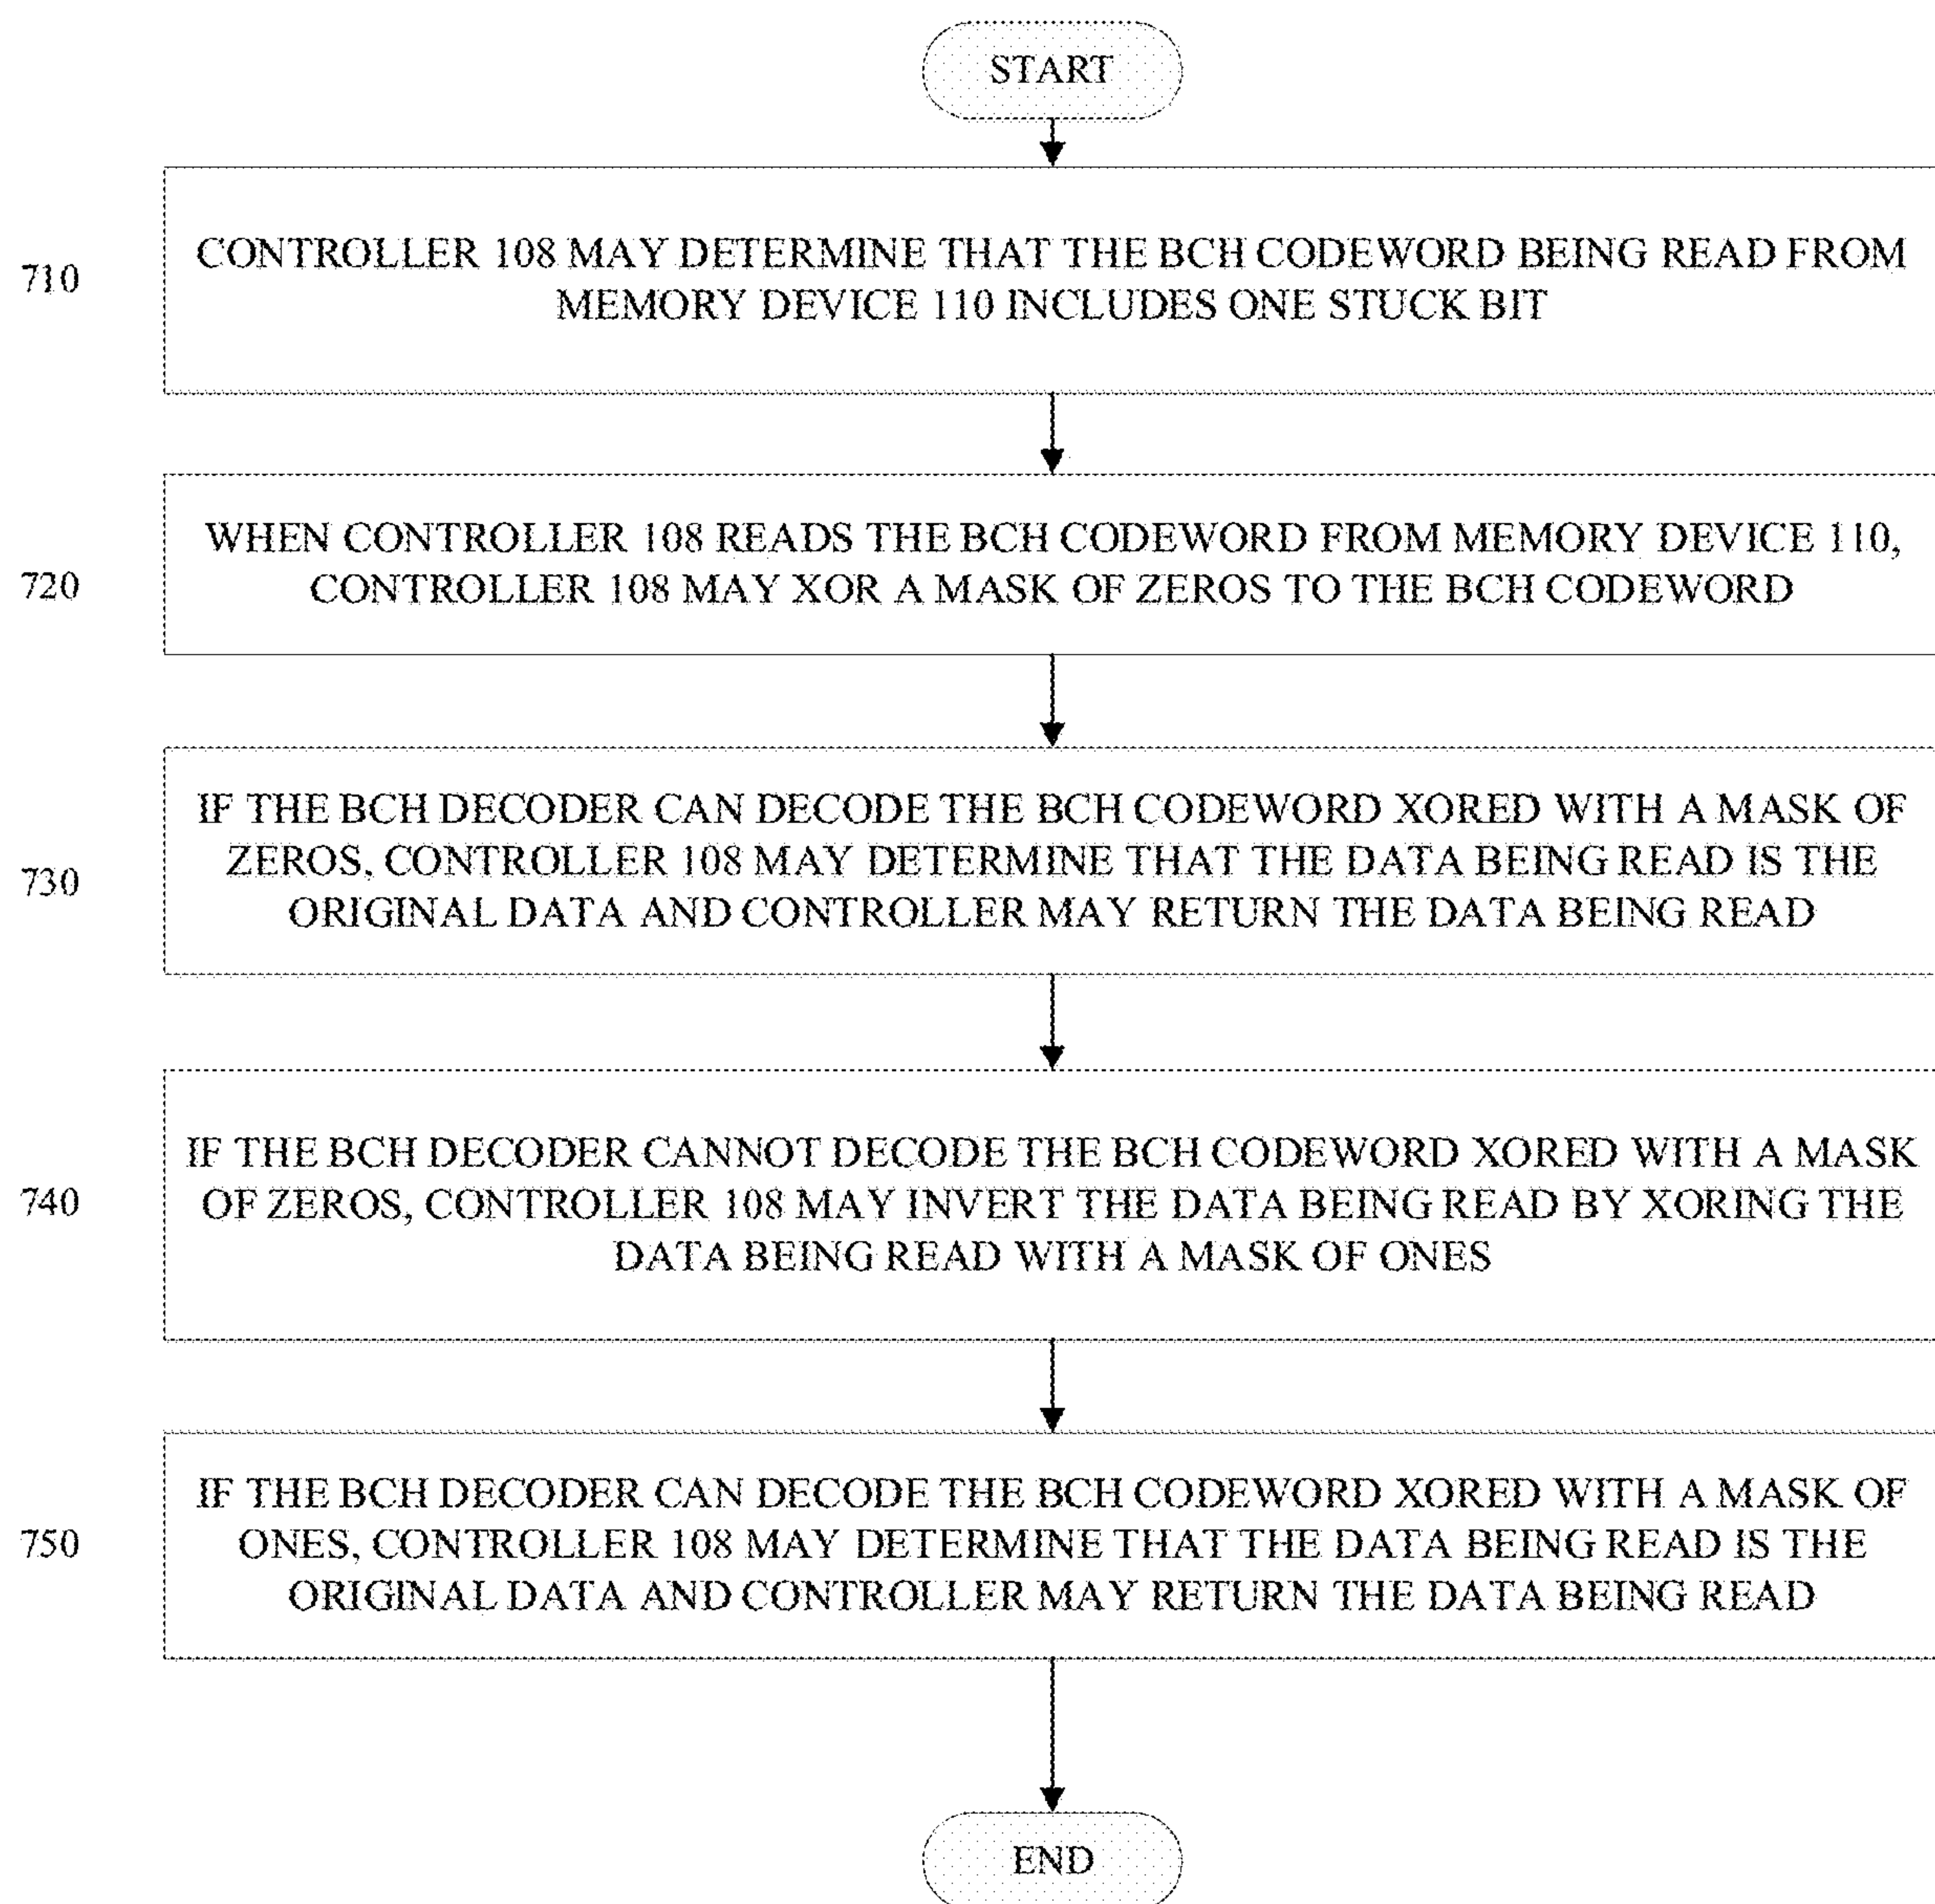 START
710
CONTROLLER 108 MAY DETERMINE THAT THE BCH CODEWORD BEING READ FROM
MEMORY DEVICE 110 INCLUDES ONE STUCK BIT
720
WHEN CONTROLLER 108 READS THE BCH CODEWORD FROM MEMORY DEVICE 110,
CONTROLLER 108 MAY XOR A MASK OF ZEROS TO THE BCH CODEWORD
730
IF THE BCH DECODER CAN DECODE THE BCH CODEWORD XORED WITH A MASK OF
ZEROS, CONTROLLER 108 MAY DETERMINE THAT THE DATA BEING READ IS THE
ORIGINAL DATA AND CONTROLLER MAY RETURN THE DATA BEING READ
740
IF THE BCH DECODER CANNOT DECODE THE BCH CODEWORD XORED WITH A MASK
OF ZEROS, CONTROLLER 108 MAY INVERT THE DATA BEING READ BY XORING THE
DATA BEING READ WITH A MASK OF ONES
750
IF THE BCH DECODER CAN DECODE THE BCH CODEWORD XORED WITH A MASK OF
ONES, CONTROLLER 108 MAY DETERMINE THAT THE DATA BEING READ IS THE
ORIGINAL DATA AND CONTROLLER MAY RETURN THE DATA BEING READ
END